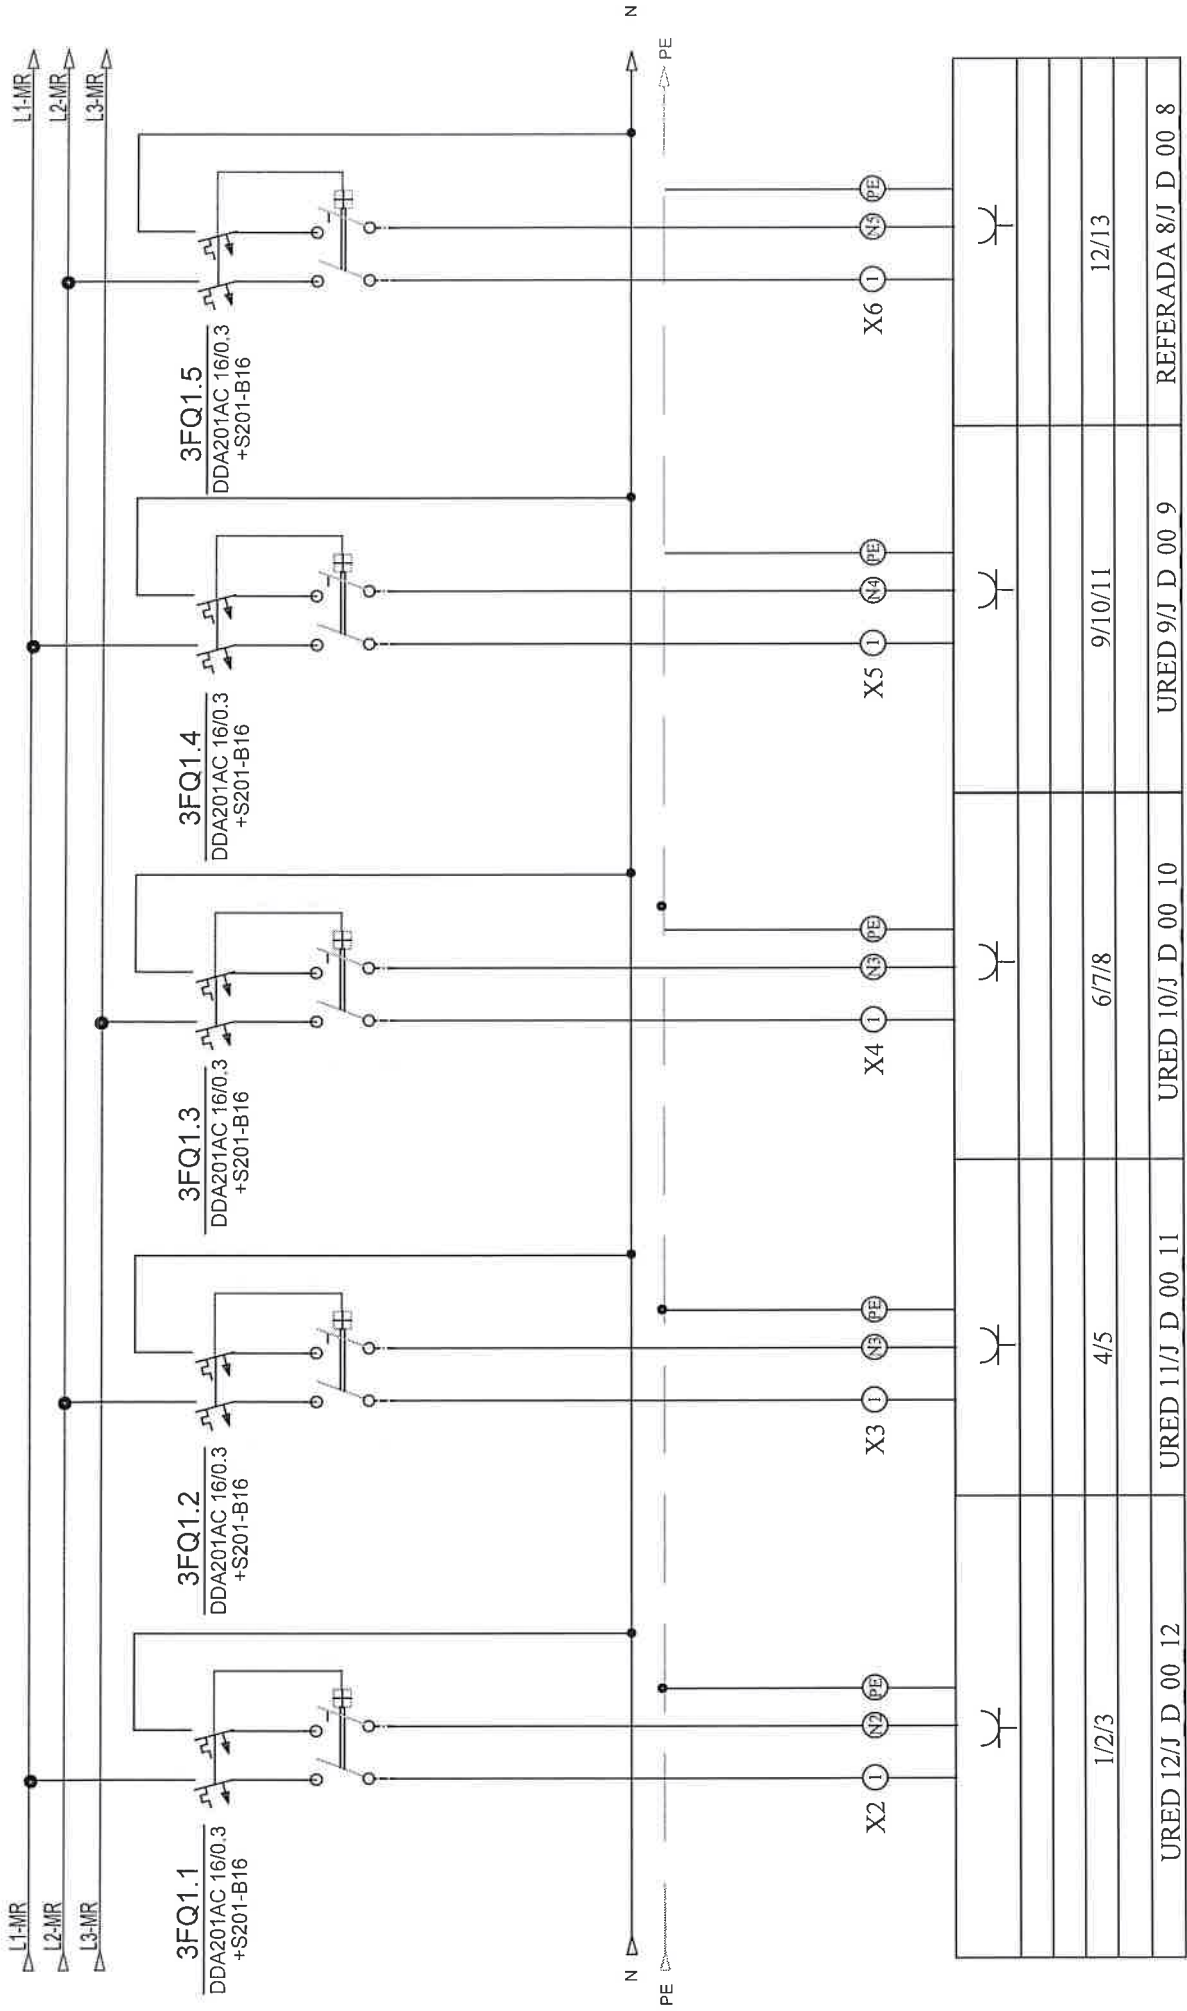 L1-MR
L1-MR
L2-MR
L2-MR
L3-MR
L3-MR
3FQ1.1
DDA201AC 16/0.3
+S201-B16
3FQ1.2
DDA201AC 16/0.3
+S201-B16
3FQ1.3
DDA201AC 16/0.3
+S201-B16
3FQ1.4
DDA201AC 16/0.3
+S201-B16
3FQ1.5
DDA201AC 16/0.3
+S201-B16
N
N
PE
PE
X2 1 N2 PE
X3 1 N3 PE
X4 1 N3 PE
X5 1 N4 PE
X6 1 N5 PE
1/2/3
4/5
6/7/8
9/10/11
12/13
URED 12/J D 00 12
URED 11/J D 00 11
URED 10/J D 00 10
URED 9/J D 00 9
REFERADA 8/J D 00 8